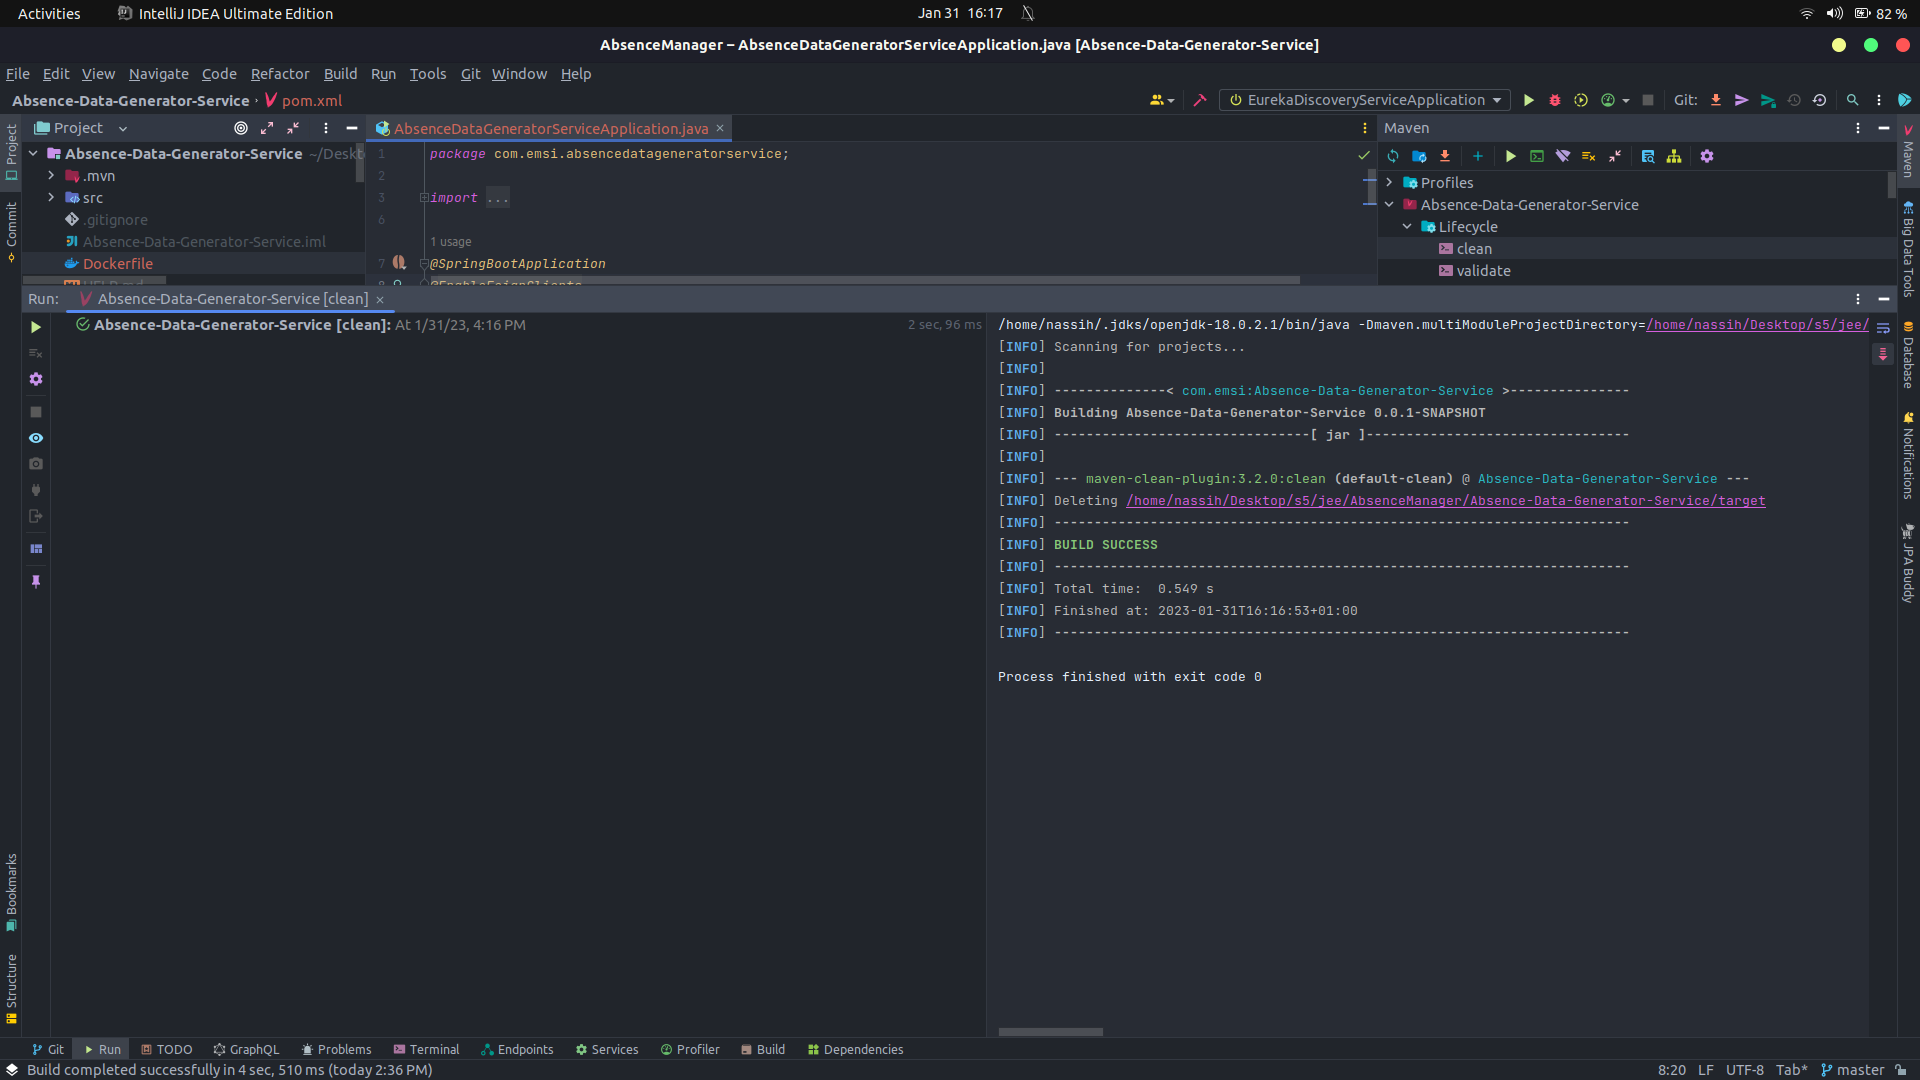 Activities
IntelliJ IDEA Ultimate Edition
Jan 31 16:17
82 %
AbsenceManager – AbsenceDataGeneratorServiceApplication.java [Absence-Data-Generator-Service]
File Edit View Navigate Code Refactor Build Run Tools Git Window Help
Absence-Data-Generator-Service › pom.xml
EurekaDiscoveryServiceApplication
Git:
Project
Commit
Bookmarks
Structure
Project
Absence-Data-Generator-Service ~/Deskt
.mvn
src
.gitignore
Absence-Data-Generator-Service.iml
Dockerfile
HELP.md
AbsenceDataGeneratorServiceApplication.java
1 package com.emsi.absencedatageneratorservice;
2
3 import ...
6
1 usage
7 @SpringBootApplication
8 @EnableFeignClients
Maven
Profiles
Absence-Data-Generator-Service
Lifecycle
clean
validate
Maven
Big Data Tools
Database
Notifications
JPA Buddy
Run: Absence-Data-Generator-Service [clean]
Absence-Data-Generator-Service [clean]: At 1/31/23, 4:16 PM 2 sec, 96 ms
/home/nassih/.jdks/openjdk-18.0.2.1/bin/java -Dmaven.multiModuleProjectDirectory=/home/nassih/Desktop/s5/jee/
[INFO] Scanning for projects...
[INFO]
[INFO] --------------< com.emsi:Absence-Data-Generator-Service >---------------
[INFO] Building Absence-Data-Generator-Service 0.0.1-SNAPSHOT
[INFO] --------------------------------[ jar ]---------------------------------
[INFO]
[INFO] --- maven-clean-plugin:3.2.0:clean (default-clean) @ Absence-Data-Generator-Service ---
[INFO] Deleting /home/nassih/Desktop/s5/jee/AbsenceManager/Absence-Data-Generator-Service/target
[INFO] ------------------------------------------------------------------------
[INFO] BUILD SUCCESS
[INFO] ------------------------------------------------------------------------
[INFO] Total time:  0.549 s
[INFO] Finished at: 2023-01-31T16:16:53+01:00
[INFO] ------------------------------------------------------------------------
Process finished with exit code 0
Git Run TODO GraphQL Problems Terminal Endpoints Services Profiler Build Dependencies
Build completed successfully in 4 sec, 510 ms (today 2:36 PM)
8:20 LF UTF-8 Tab* master